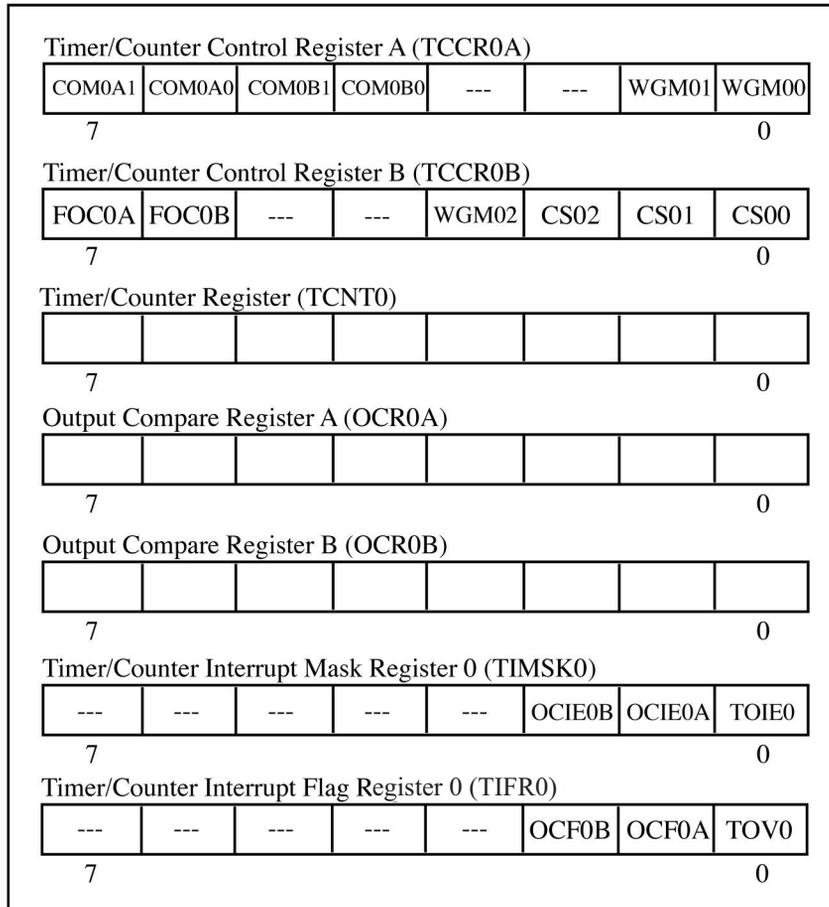 Timer/Counter Control Register A (TCCR0A)
COM0A1 COM0A0 COM0B1 COM0B0 --- --- WGM01 WGM00
7 0
Timer/Counter Control Register B (TCCR0B)
FOC0A FOC0B --- --- WGM02 CS02 CS01 CS00
7 0
Timer/Counter Register (TCNT0)
7 0
Output Compare Register A (OCR0A)
7 0
Output Compare Register B (OCR0B)
7 0
Timer/Counter Interrupt Mask Register 0 (TIMSK0)
--- --- --- --- --- OCIE0B OCIE0A TOIE0
7 0
Timer/Counter Interrupt Flag Register 0 (TIFR0)
--- --- --- --- --- OCF0B OCF0A TOV0
7 0